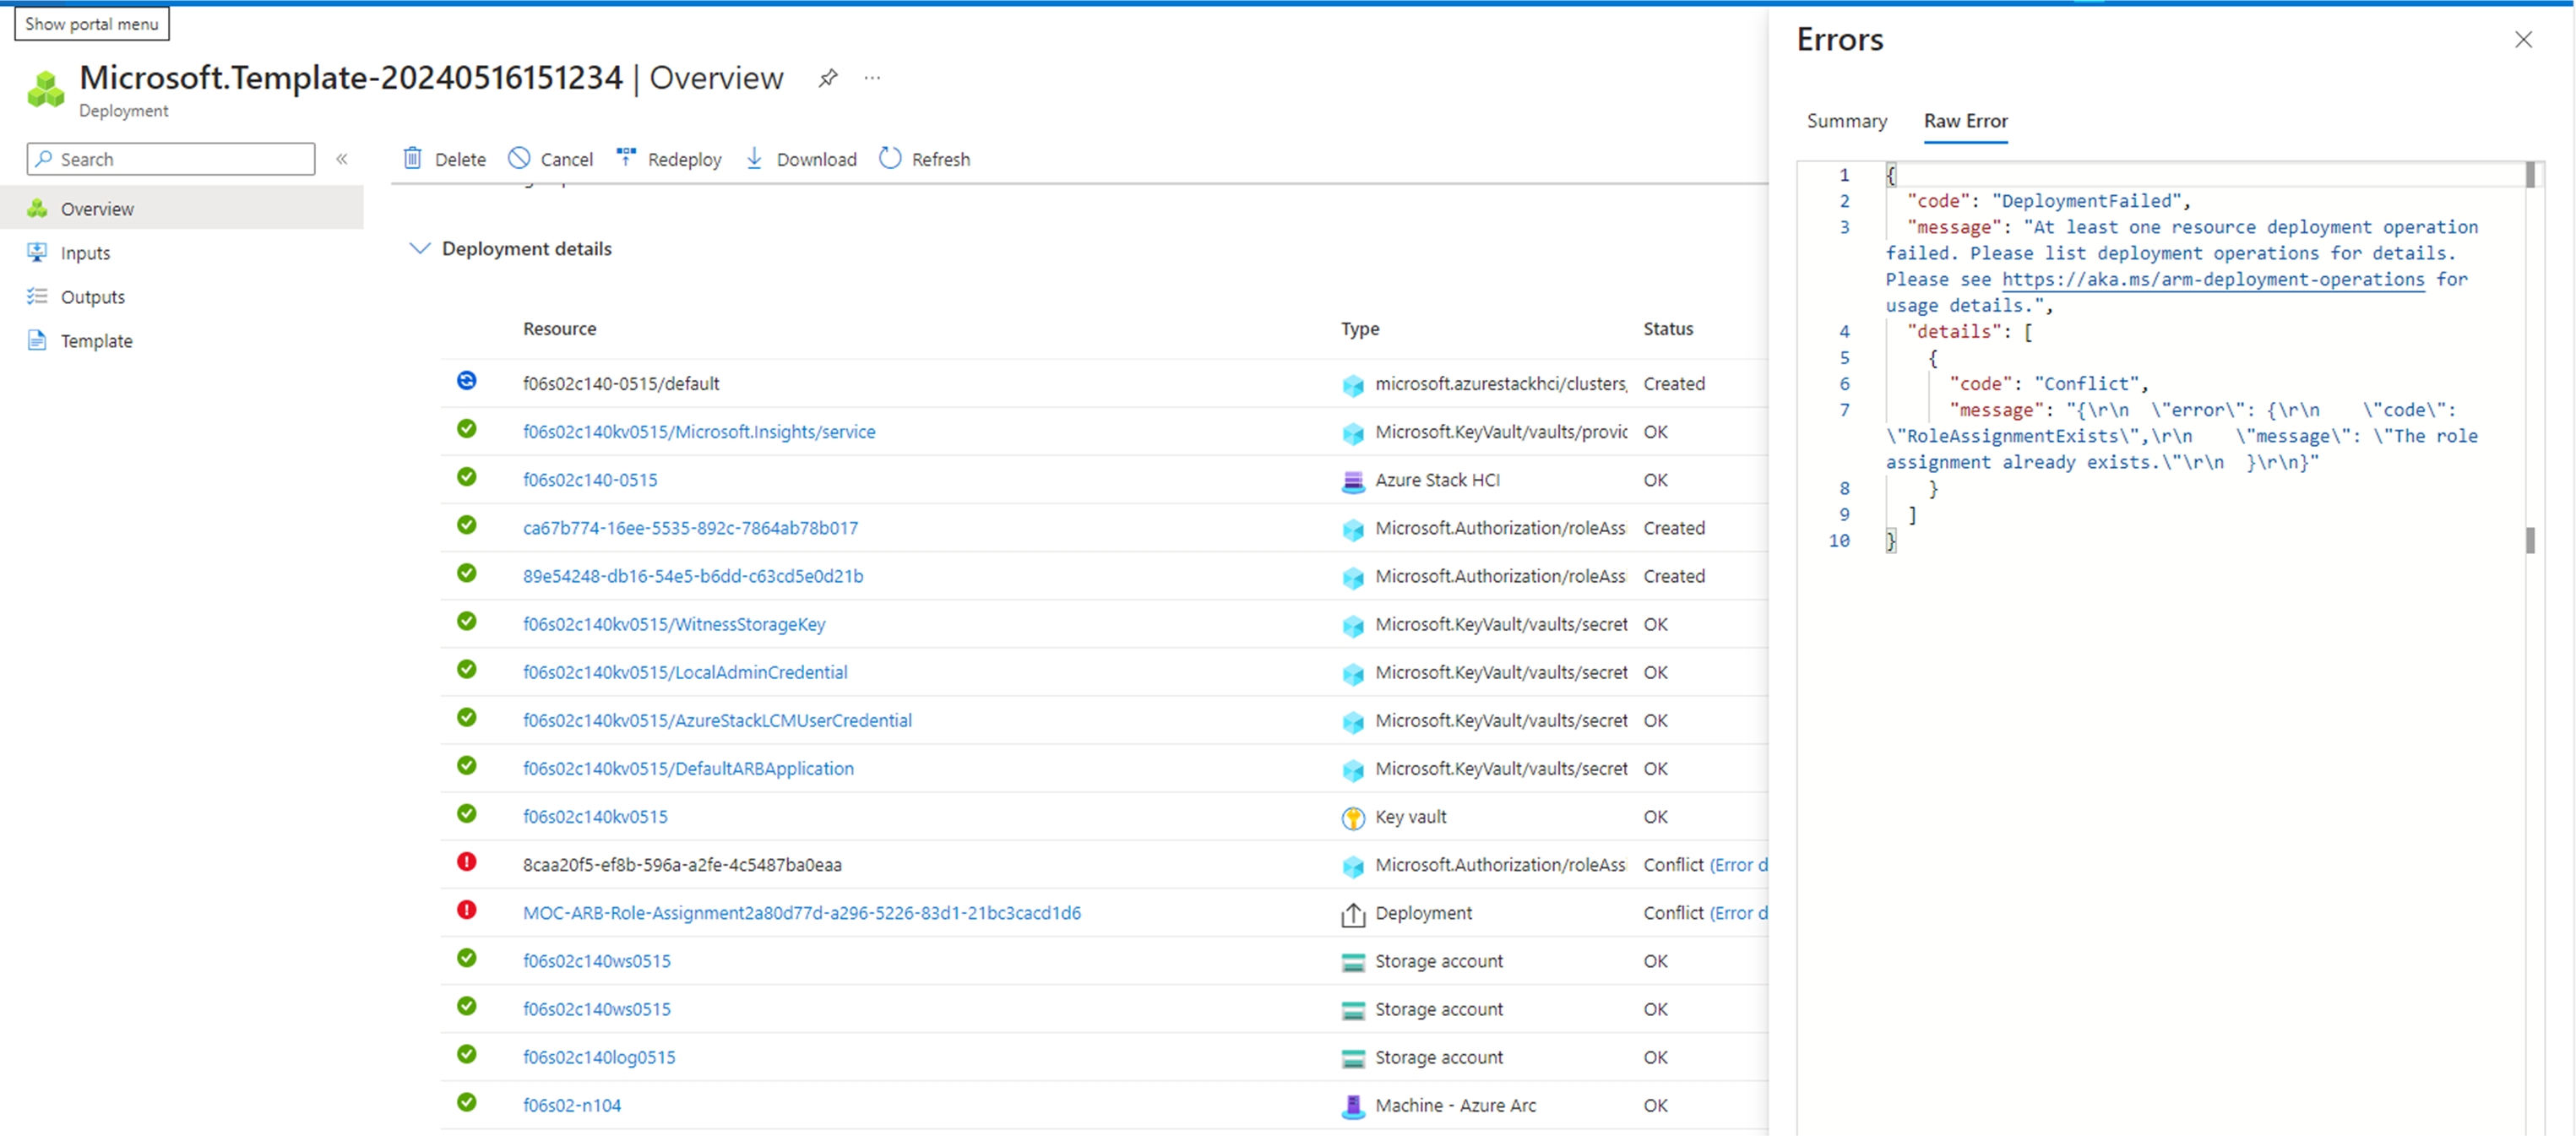 Show portal menu
Microsoft.Template-20240516151234 | Overview
Deployment
Search
Overview
Inputs
Outputs
Template
Delete
Cancel
Redeploy
Download
Refresh
Deployment details
Resource Type Status
f06s02c140-0515/default microsoft.azurestackhci/clusters, Created
f06s02c140kv0515/Microsoft.Insights/service Microsoft.KeyVault/vaults/provic OK
f06s02c140-0515 Azure Stack HCI OK
ca67b774-16ee-5535-892c-7864ab78b017 Microsoft.Authorization/roleAssi Created
89e54248-db16-54e5-b6dd-c63cd5e0d21b Microsoft.Authorization/roleAssi Created
f06s02c140kv0515/WitnessStorageKey Microsoft.KeyVault/vaults/secret OK
f06s02c140kv0515/LocalAdminCredential Microsoft.KeyVault/vaults/secret OK
f06s02c140kv0515/AzureStackLCMUserCredential Microsoft.KeyVault/vaults/secret OK
f06s02c140kv0515/DefaultARBApplication Microsoft.KeyVault/vaults/secret OK
f06s02c140kv0515 Key vault OK
8caa20f5-ef8b-596a-a2fe-4c5487ba0eaa Microsoft.Authorization/roleAssi Conflict (Error d
MOC-ARB-Role-Assignment2a80d77d-a296-5226-83d1-21bc3cacd1d6 Deployment Conflict (Error d
f06s02c140ws0515 Storage account OK
f06s02c140ws0515 Storage account OK
f06s02c140log0515 Storage account OK
f06s02-n104 Machine - Azure Arc OK
Errors
Summary Raw Error
1 {
2 "code": "DeploymentFailed",
3 "message": "At least one resource deployment operation
failed. Please list deployment operations for details.
Please see https://aka.ms/arm-deployment-operations for
usage details.",
4 "details": [
5 {
6 "code": "Conflict",
7 "message": "{\r\n  \"error\": {\r\n    \"code\":
\"RoleAssignmentExists\",\r\n    \"message\": \"The role
assignment already exists.\"\r\n  }\r\n}"
8 }
9 ]
10 }